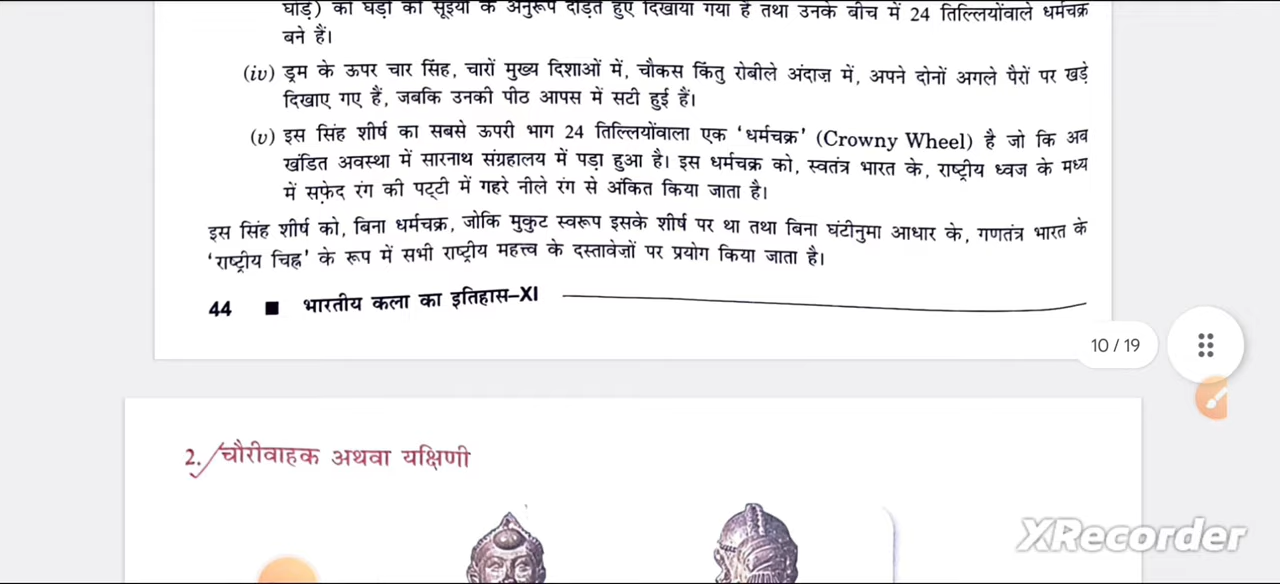 घोड़े) को घड़ी की सूइयों के अनुरूप दौड़ते हुए दिखाया गया है तथा उनके बीच में 24 तिल्लियोंवाले धर्मचक्र
बने हैं।
(iv) ड्रम के ऊपर चार सिंह, चारों मुख्य दिशाओं में, चौकस किंतु रोबीले अंदाज़ में, अपने दोनों अगले पैरों पर खड़े
दिखाए गए हैं, जबकि उनकी पीठ आपस में सटी हुई हैं।
(v) इस सिंह शीर्ष का सबसे ऊपरी भाग 24 तिल्लियोंवाला एक ‘धर्मचक्र’ (Crowny Wheel) है जो कि अब
खंडित अवस्था में सारनाथ संग्रहालय में पड़ा हुआ है। इस धर्मचक्र को, स्वतंत्र भारत के, राष्ट्रीय ध्वज के मध्य
में सफ़ेद रंग की पट्टी में गहरे नीले रंग से अंकित किया जाता है।
इस सिंह शीर्ष को, बिना धर्मचक्र, जोकि मुकुट स्वरूप इसके शीर्ष पर था तथा बिना घंटीनुमा आधार के, गणतंत्र भारत के
‘राष्ट्रीय चिह्न’ के रूप में सभी राष्ट्रीय महत्त्व के दस्तावेज़ों पर प्रयोग किया जाता है।
44 ■ भारतीय कला का इतिहास–XI
10 / 19
2. चौरीवाहक अथवा यक्षिणी
XRecorder